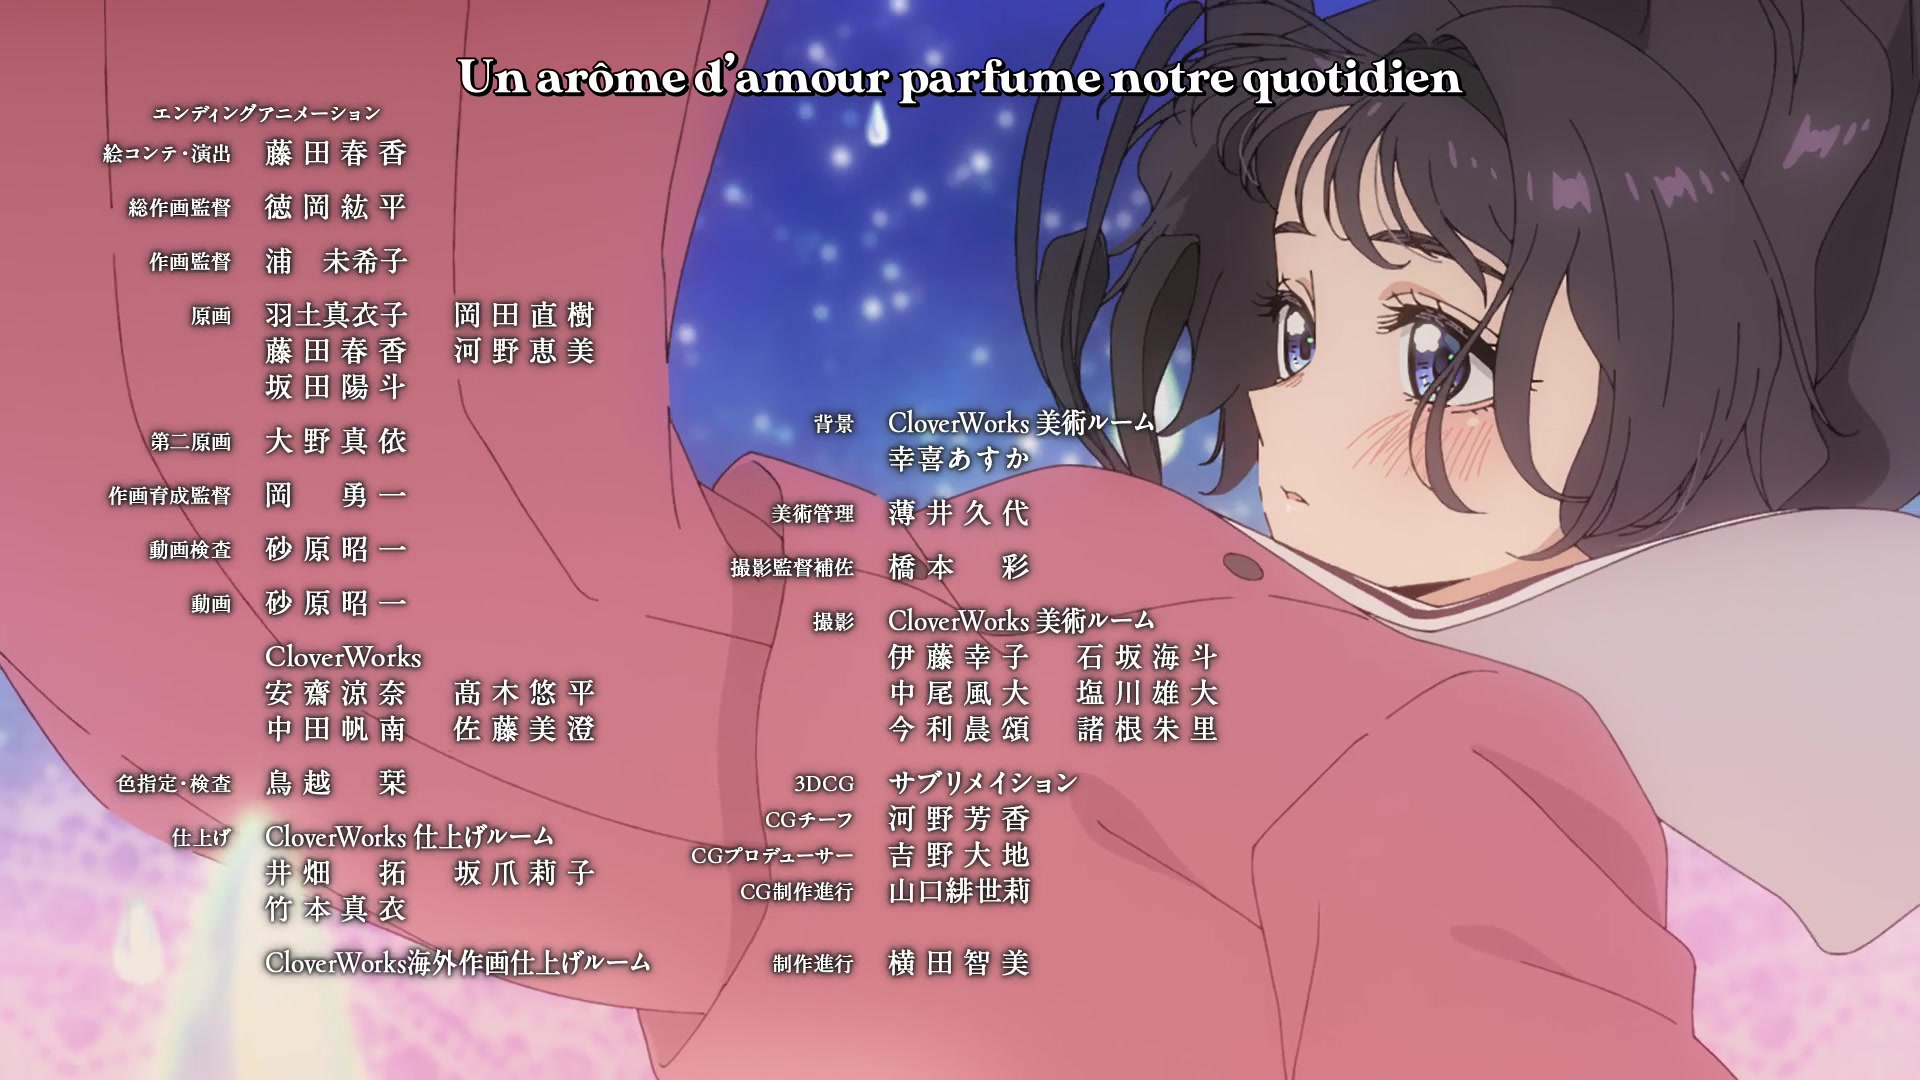 Un arôme d'amour parfume notre quotidien
エンディングアニメーション
絵コンテ・演出 藤田春香
総作画監督 徳岡紘平
作画監督 浦 未希子
原画 羽土真衣子 岡田直樹
藤田春香 河野恵美
坂田陽斗
第二原画 大野真依
作画育成監督 岡 勇一
動画検査 砂原昭一
動画 砂原昭一
CloverWorks
安齋涼奈 髙木悠平
中田帆南 佐藤美澄
色指定・検査 鳥越 栞
仕上げ CloverWorks 仕上げルーム
井畑 拓 坂爪莉子
竹本真衣
CloverWorks海外作画仕上げルーム
背景 CloverWorks 美術ルーム
幸喜あすか
美術管理 薄井久代
撮影監督補佐 橋本 彩
撮影 CloverWorks 美術ルーム
伊藤幸子 石坂海斗
中尾風大 塩川雄大
今利晨頌 諸根朱里
3DCG サブリメイション
CGチーフ 河野芳香
CGプロデューサー 吉野大地
CG制作進行 山口緋世莉
制作進行 横田智美